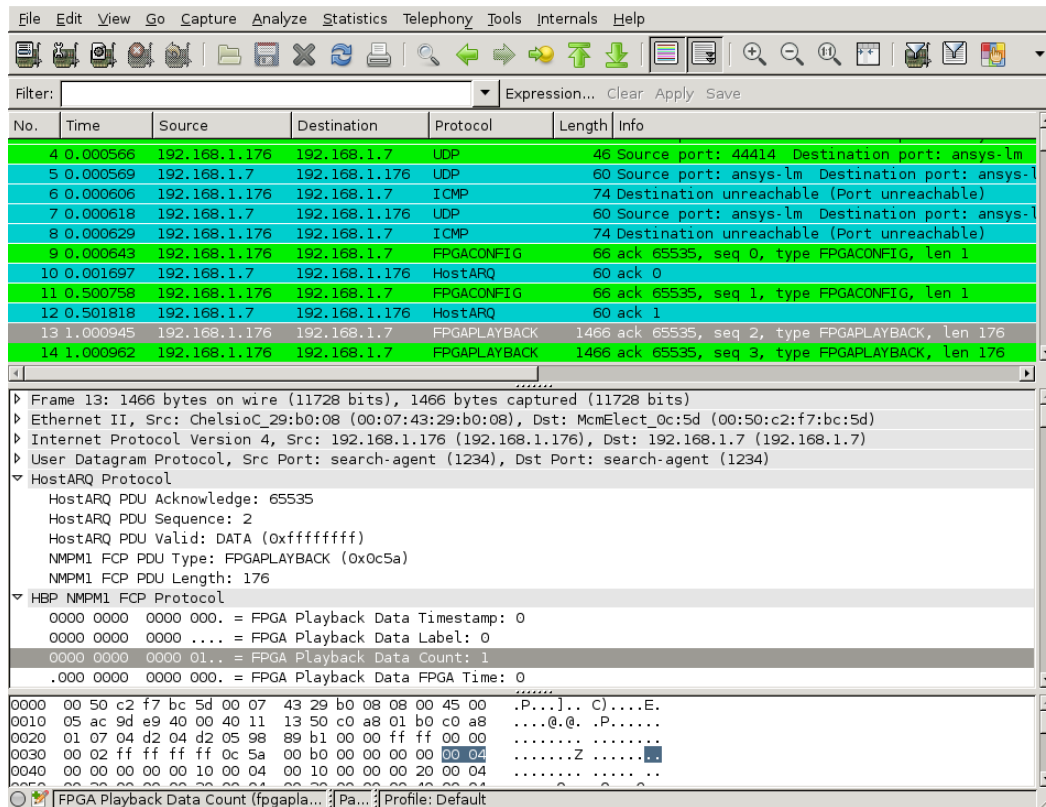 File Edit View Go Capture Analyze Statistics Telephony Tools Internals Help
Filter: Expression... Clear Apply Save
No. Time Source Destination Protocol Length Info
4 0.000566 192.168.1.176 192.168.1.7 UDP 46 Source port: 44414 Destination port: ansys-lm
5 0.000569 192.168.1.7 192.168.1.176 UDP 60 Source port: ansys-lm Destination port: ansys-l
6 0.000606 192.168.1.176 192.168.1.7 ICMP 74 Destination unreachable (Port unreachable)
7 0.000618 192.168.1.7 192.168.1.176 UDP 60 Source port: ansys-lm Destination port: ansys-l
8 0.000629 192.168.1.176 192.168.1.7 ICMP 74 Destination unreachable (Port unreachable)
9 0.000643 192.168.1.176 192.168.1.7 FPGACONFIG 66 ack 65535, seq 0, type FPGACONFIG, len 1
10 0.001697 192.168.1.7 192.168.1.176 HostARQ 60 ack 0
11 0.500758 192.168.1.176 192.168.1.7 FPGACONFIG 66 ack 65535, seq 1, type FPGACONFIG, len 1
12 0.501818 192.168.1.7 192.168.1.176 HostARQ 60 ack 1
13 1.000945 192.168.1.176 192.168.1.7 FPGAPLAYBACK 1466 ack 65535, seq 2, type FPGAPLAYBACK, len 176
14 1.000962 192.168.1.176 192.168.1.7 FPGAPLAYBACK 1466 ack 65535, seq 3, type FPGAPLAYBACK, len 176
Frame 13: 1466 bytes on wire (11728 bits), 1466 bytes captured (11728 bits)
Ethernet II, Src: ChelsioC_29:b0:08 (00:07:43:29:b0:08), Dst: McmElect_0c:5d (00:50:c2:f7:bc:5d)
Internet Protocol Version 4, Src: 192.168.1.176 (192.168.1.176), Dst: 192.168.1.7 (192.168.1.7)
User Datagram Protocol, Src Port: search-agent (1234), Dst Port: search-agent (1234)
HostARQ Protocol
HostARQ PDU Acknowledge: 65535
HostARQ PDU Sequence: 2
HostARQ PDU Valid: DATA (0xffffffff)
NMPM1 FCP PDU Type: FPGAPLAYBACK (0x0c5a)
NMPM1 FCP PDU Length: 176
HBP NMPM1 FCP Protocol
0000 0000 0000 000. = FPGA Playback Data Timestamp: 0
0000 0000 0000 .... = FPGA Playback Data Label: 0
0000 0000 0000 01.. = FPGA Playback Data Count: 1
.000 0000 0000 000. = FPGA Playback Data FPGA Time: 0
0000 00 50 c2 f7 bc 5d 00 07 43 29 b0 08 08 00 45 00 .P...].. C)....E.
0010 05 ac 9d e9 40 00 40 11 13 50 c0 a8 01 b0 c0 a8 ....@.@. .P......
0020 01 07 04 d2 04 d2 05 98 89 b1 00 00 ff ff 00 00 ........ ........
0030 00 02 ff ff ff ff 0c 5a 00 b0 00 00 00 00 00 04 .......Z ........
0040 00 00 00 00 00 10 00 04 00 10 00 00 00 20 00 04 ........ ..... ..
FPGA Playback Data Count (fpgapla... Pa... Profile: Default